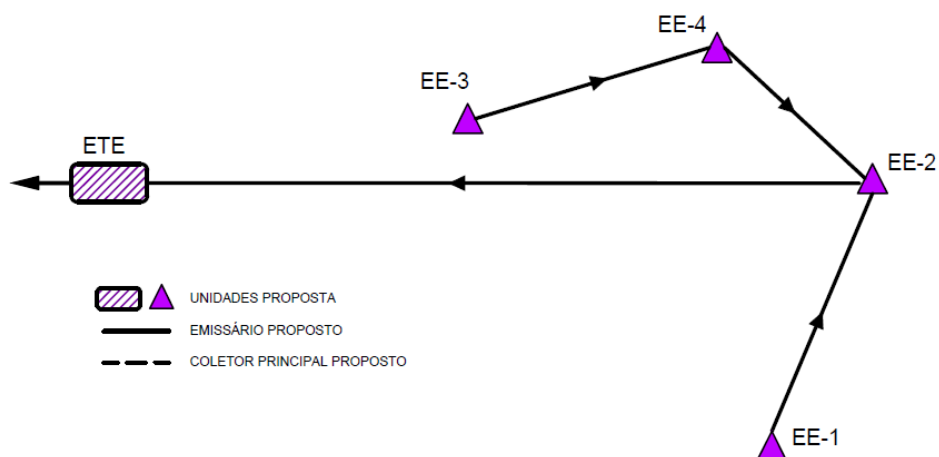 EE-4
EE-3
ETE
EE-2
UNIDADES PROPOSTA
EMISSÁRIO PROPOSTO
COLETOR PRINCIPAL PROPOSTO
EE-1